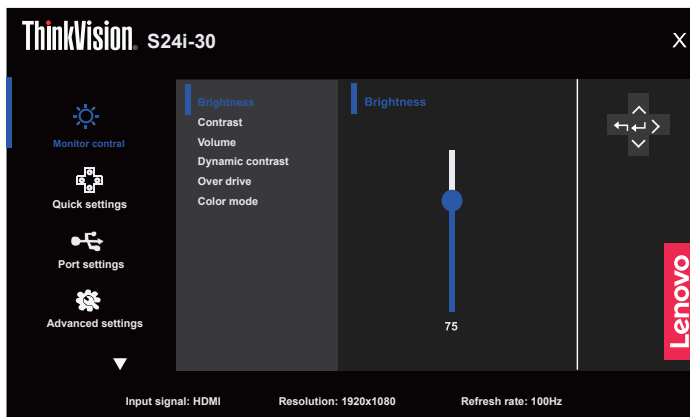 ThinkVision® S24i-30
X
Monitor contral
Quick settings
Port settings
Advanced settings
Brightness
Contrast
Volume
Dynamic contrast
Over drive
Color mode
Brightness
75
Lenovo
Input signal: HDMI Resolution: 1920x1080 Refresh rate: 100Hz